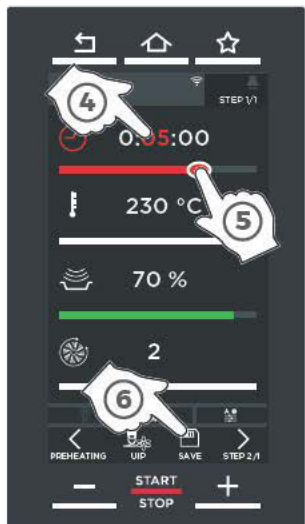 STEP 1/1
4
0:05:00
5
230 °C
70 %
2
6
PREHEATING UIP SAVE STEP 2/1
START
STOP